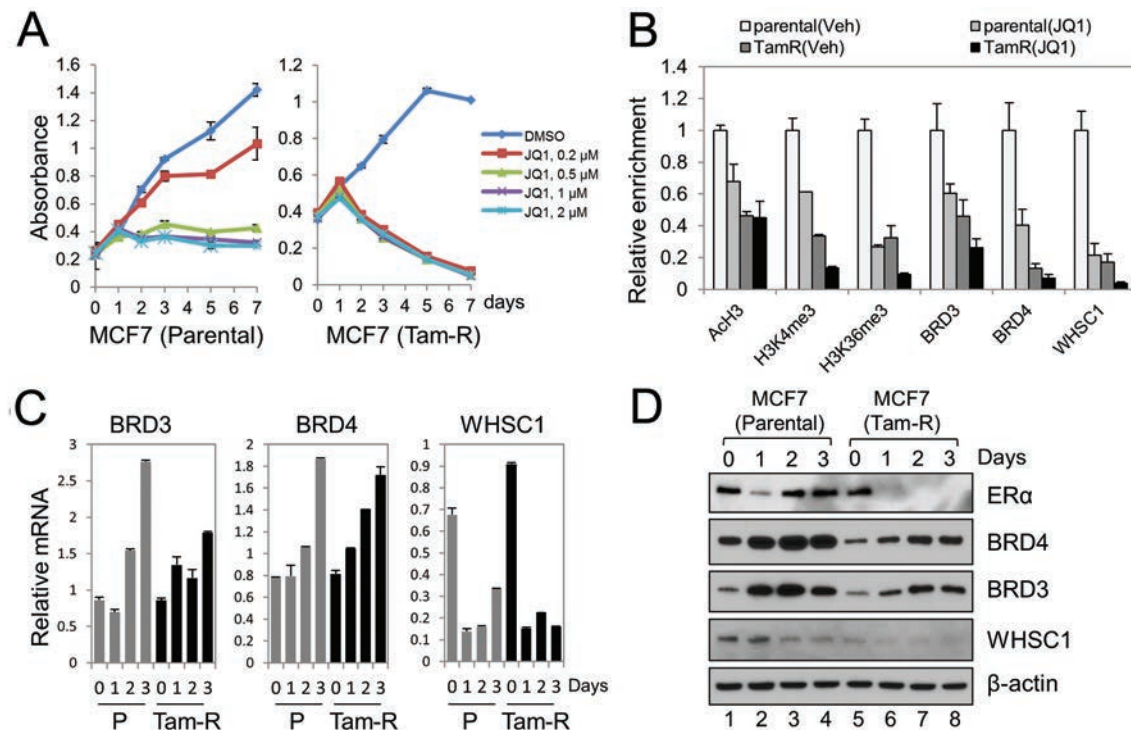 A
Absorbance
1.6
1.4
1.2
1
0.8
0.6
0.4
0.2
0
0 1 2 3 5 7
MCF7 (Parental)
1.2
1
0.8
0.6
0.4
0.2
0
0 1 2 3 5 7 days
MCF7 (Tam-R)
DMSO
JQ1, 0.2 µM
JQ1, 0.5 µM
JQ1, 1 µM
JQ1, 2 µM
B
parental(Veh) parental(JQ1)
TamR(Veh) TamR(JQ1)
Relative enrichment
1.4
1.2
1
0.8
0.6
0.4
0.2
0
AcH3
H3K4me3
H3K36me3
BRD3
BRD4
WHSC1
C
Relative mRNA
BRD3
3
2.5
2
1.5
1
0.5
0 1 2 3 0 1 2 3
P Tam-R
BRD4
2
1.8
1.6
1.4
1.2
1
0.8
0.6
0.4
0.2
0
0 1 2 3 0 1 2 3
P Tam-R
WHSC1
1
0.9
0.8
0.7
0.6
0.5
0.4
0.3
0.2
0.1
0
0 1 2 3 0 1 2 3 Days
P Tam-R
D
MCF7 MCF7
(Parental) (Tam-R)
0 1 2 3 0 1 2 3 Days
ERα
BRD4
BRD3
WHSC1
β-actin
1 2 3 4 5 6 7 8